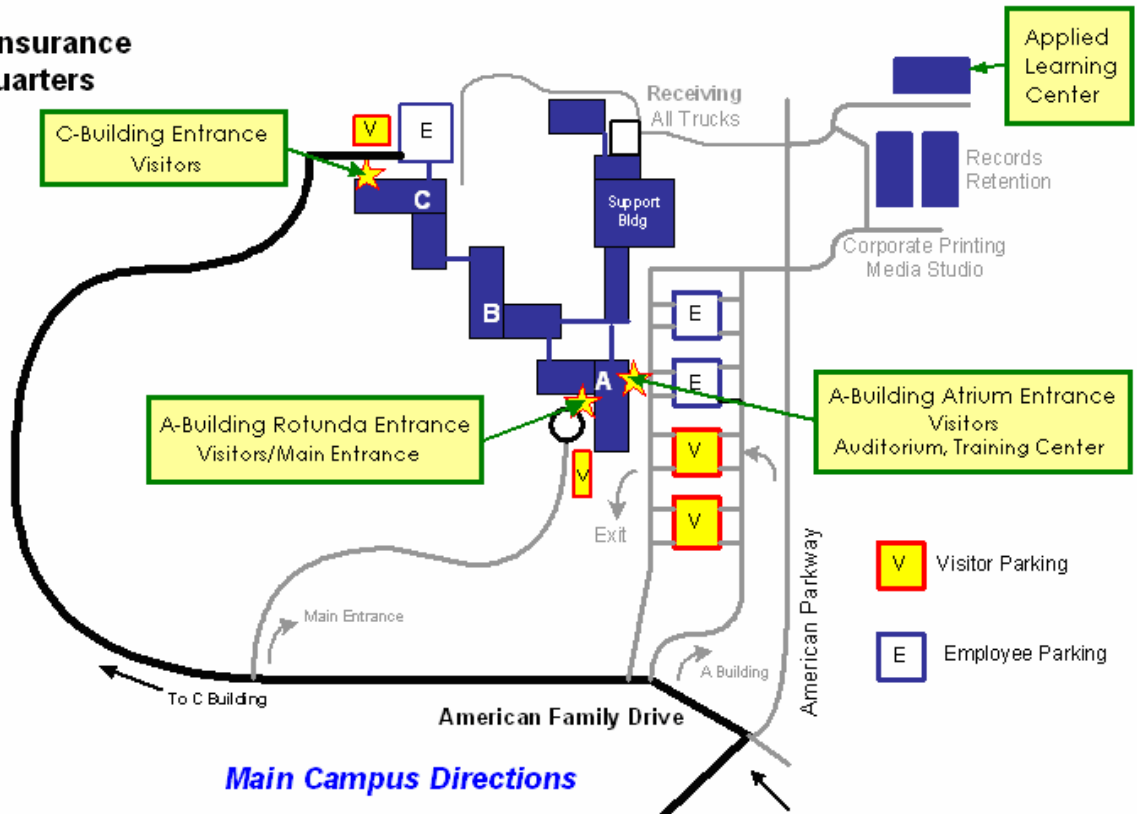 nsurance
uarters
Applied
Learning
Center
C-Building Entrance
Visitors
V
E
Receiving
All Trucks
C
Support
Bldg
Records
Retention
Corporate Printing
Media Studio
B
E
A
E
A-Building Rotunda Entrance
Visitors/Main Entrance
A-Building Atrium Entrance
Visitors
Auditorium, Training Center
V
V
V
Exit
American Parkway
V Visitor Parking
E Employee Parking
Main Entrance
A Building
To C Building
American Family Drive
Main Campus Directions